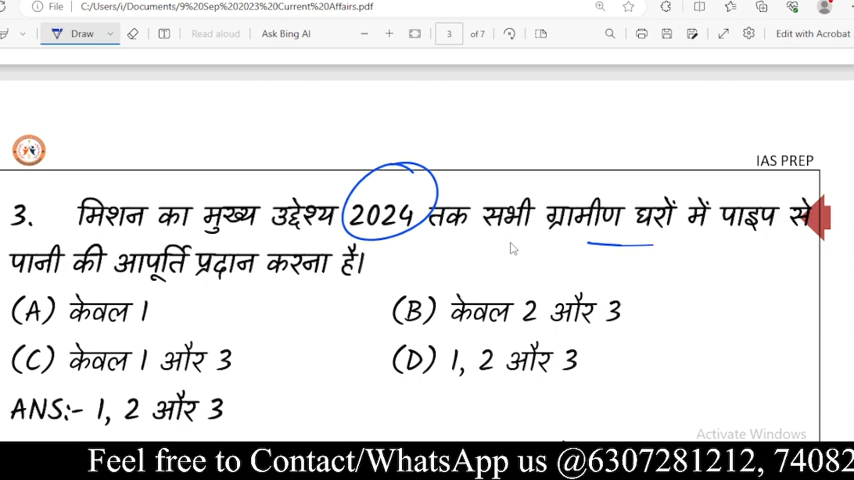 File
C:/Users/i/Documents/9%20Sep%202023%20Current%20Affairs.pdf
Draw
Read aloud
Ask Bing AI
3
of 7
Edit with Acrobat
IAS PREP
3. मिशन का मुख्य उद्देश्य 2024 तक सभी ग्रामीण घरों में पाइप से
पानी की आपूर्ति प्रदान करना है।
(A) केवल 1
(B) केवल 2 और 3
(C) केवल 1 और 3
(D) 1, 2 और 3
ANS:- 1, 2 और 3
Activate Windows
Feel free to Contact/WhatsApp us @6307281212, 74082